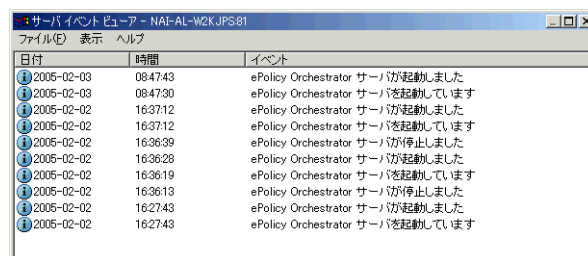 サーバ イベント ビューア - NAI-AL-W2KJPS:81
ファイル(F) 表示 ヘルプ
日付 時間 イベント
2005-02-03 08:47:43 ePolicy Orchestrator サーバが起動しました
2005-02-03 08:47:30 ePolicy Orchestrator サーバを起動しています
2005-02-02 16:37:12 ePolicy Orchestrator サーバが起動しました
2005-02-02 16:37:12 ePolicy Orchestrator サーバを起動しています
2005-02-02 16:36:39 ePolicy Orchestrator サーバが停止しました
2005-02-02 16:36:28 ePolicy Orchestrator サーバが起動しました
2005-02-02 16:36:19 ePolicy Orchestrator サーバを起動しています
2005-02-02 16:36:13 ePolicy Orchestrator サーバが停止しました
2005-02-02 16:27:43 ePolicy Orchestrator サーバが起動しました
2005-02-02 16:27:43 ePolicy Orchestrator サーバを起動しています